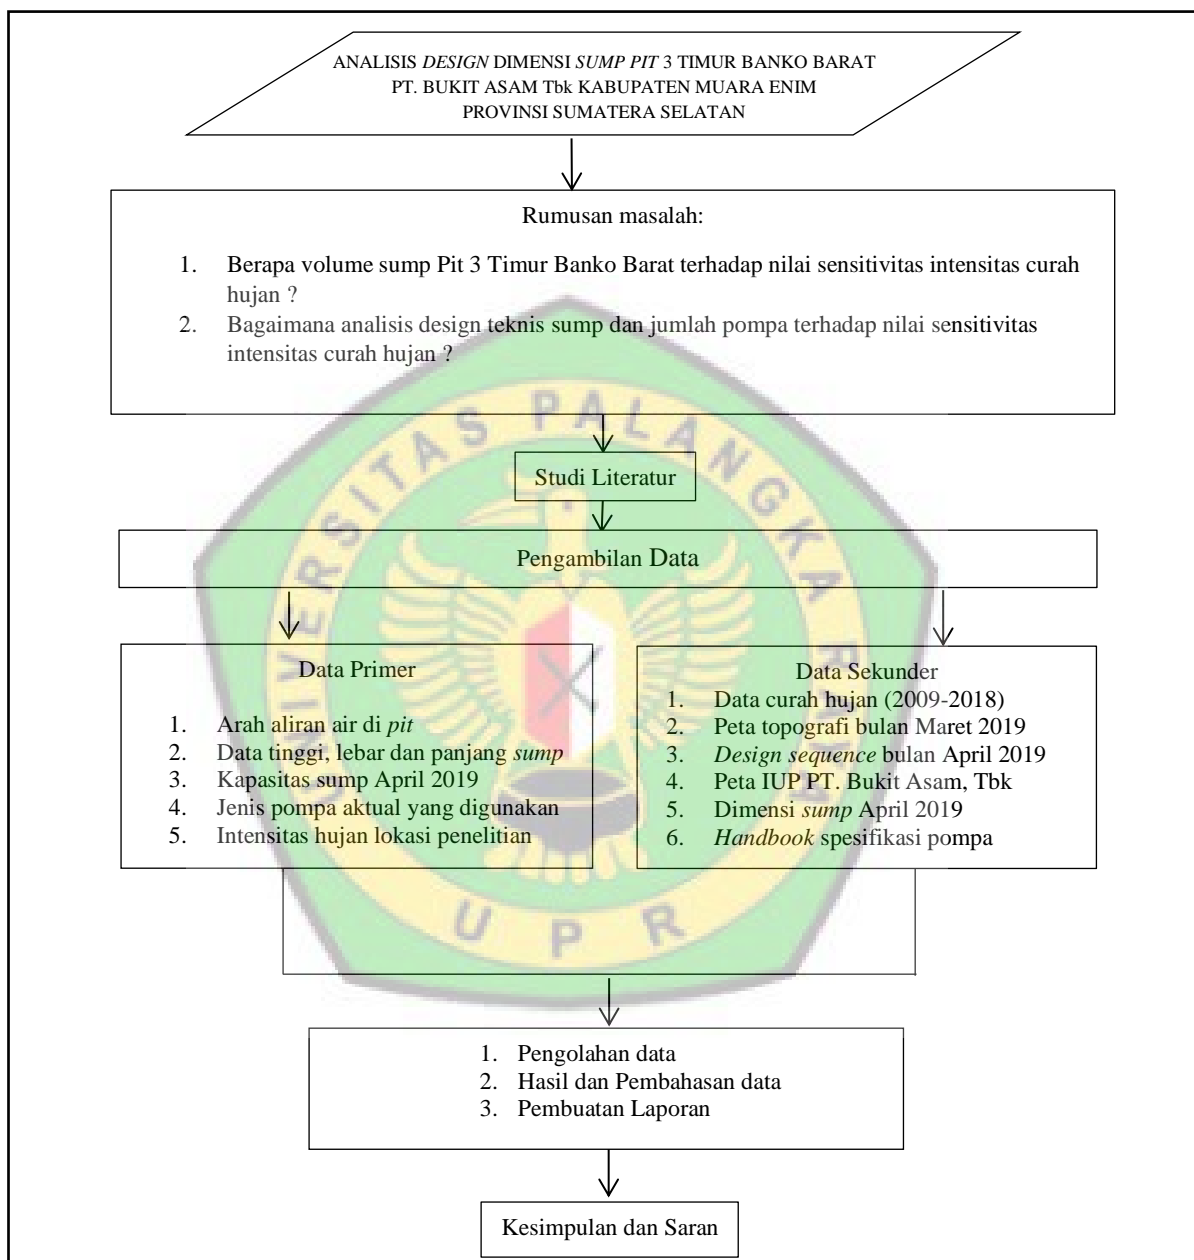 ANALISIS DESIGN DIMENSI SUMP PIT 3 TIMUR BANKO BARAT
PT. BUKIT ASAM Tbk KABUPATEN MUARA ENIM
PROVINSI SUMATERA SELATAN
Rumusan masalah:
1. Berapa volume sump Pit 3 Timur Banko Barat terhadap nilai sensitivitas intensitas curah
hujan ?
2. Bagaimana analisis design teknis sump dan jumlah pompa terhadap nilai sensitivitas
intensitas curah hujan ?
Studi Literatur
Pengambilan Data
Data Primer
1. Arah aliran air di pit
2. Data tinggi, lebar dan panjang sump
3. Kapasitas sump April 2019
4. Jenis pompa aktual yang digunakan
5. Intensitas hujan lokasi penelitian
Data Sekunder
1. Data curah hujan (2009-2018)
2. Peta topografi bulan Maret 2019
3. Design sequence bulan April 2019
4. Peta IUP PT. Bukit Asam, Tbk
5. Dimensi sump April 2019
6. Handbook spesifikasi pompa
1. Pengolahan data
2. Hasil dan Pembahasan data
3. Pembuatan Laporan
Kesimpulan dan Saran
UNIVERSITAS PALANGKA RAYA
UPR